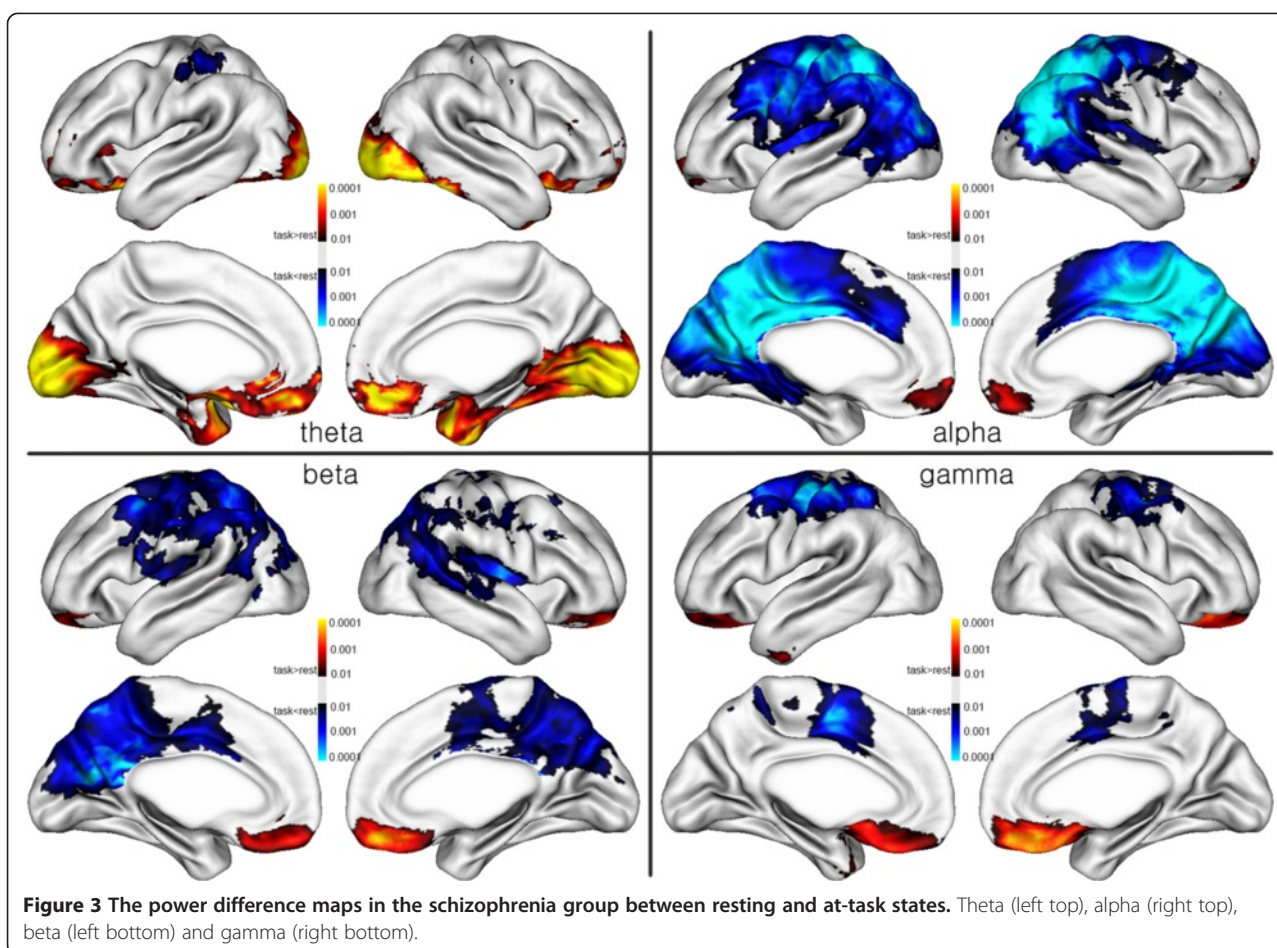 0.0001
0.001
task>rest
0.01
task<rest
0.01
0.001
0.0001
theta
0.0001
0.001
task>rest
0.01
task<rest
0.01
0.001
0.0001
alpha
beta
0.0001
0.001
task>rest
0.01
task<rest
0.01
0.001
0.0001
gamma
0.0001
0.001
task>rest
0.01
task<rest
0.01
0.001
0.0001
Figure 3 The power difference maps in the schizophrenia group between resting and at-task states. Theta (left top), alpha (right top),
beta (left bottom) and gamma (right bottom).